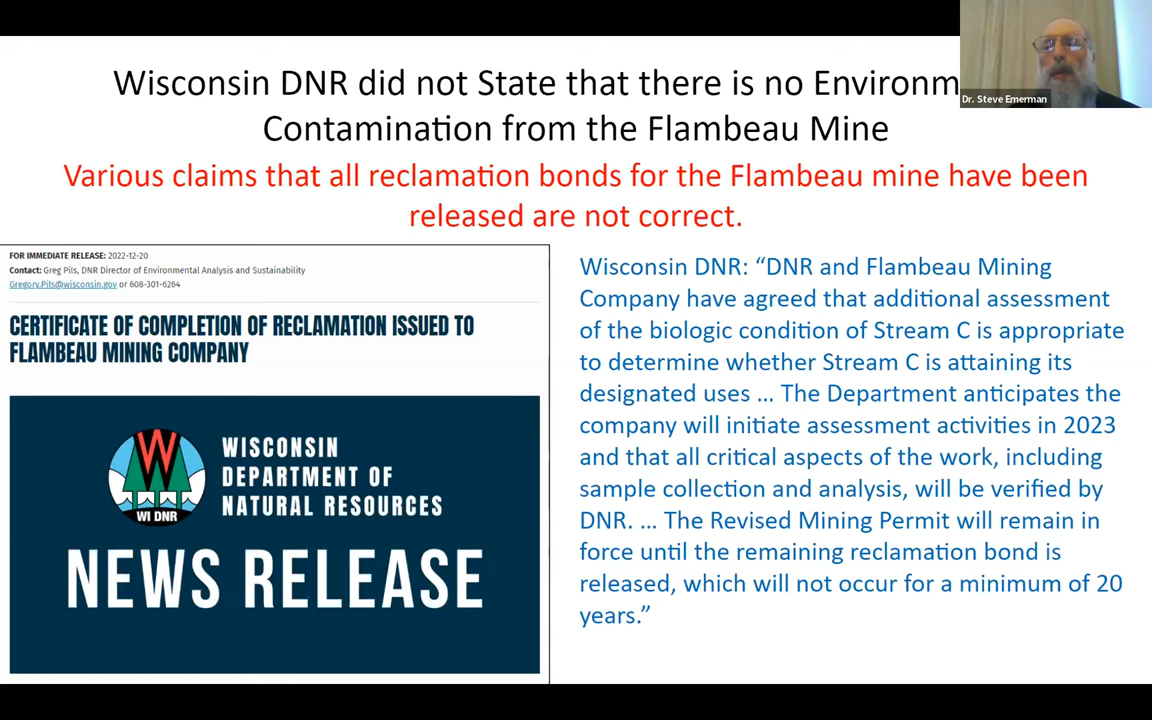 Wisconsin DNR did not State that there is no Environm
Contamination from the Flambeau Mine
Various claims that all reclamation bonds for the Flambeau mine have been
released are not correct.
Dr. Steve Emerman
FOR IMMEDIATE RELEASE: 2022-12-20
Contact: Greg Pils, DNR Director of Environmental Analysis and Sustainability
Gregory.Pils@wisconsin.gov or 608-301-6264
CERTIFICATE OF COMPLETION OF RECLAMATION ISSUED TO
FLAMBEAU MINING COMPANY
W
WI DNR
WISCONSIN
DEPARTMENT OF
NATURAL RESOURCES
NEWS RELEASE
Wisconsin DNR: “DNR and Flambeau Mining
Company have agreed that additional assessment
of the biologic condition of Stream C is appropriate
to determine whether Stream C is attaining its
designated uses … The Department anticipates the
company will initiate assessment activities in 2023
and that all critical aspects of the work, including
sample collection and analysis, will be verified by
DNR. … The Revised Mining Permit will remain in
force until the remaining reclamation bond is
released, which will not occur for a minimum of 20
years.”